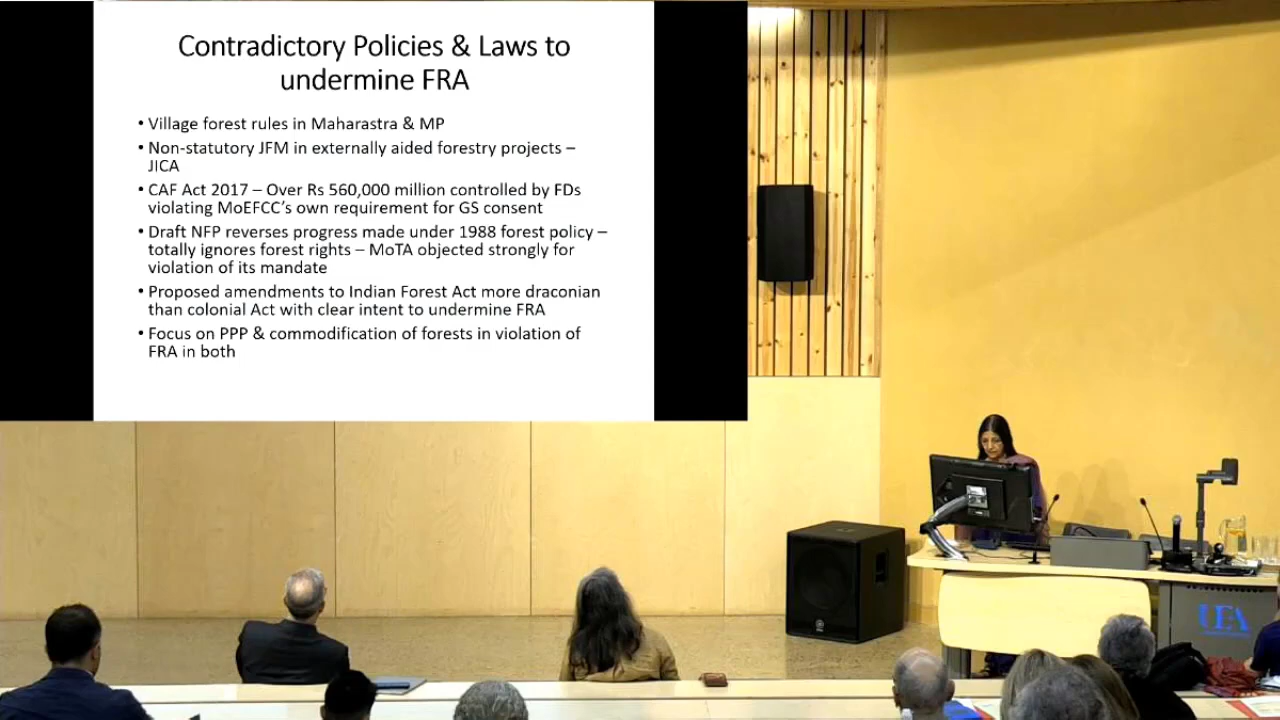 Contradictory Policies & Laws to
undermine FRA
• Village forest rules in Maharastra & MP
• Non-statutory JFM in externally aided forestry projects –
JICA
• CAF Act 2017 – Over Rs 560,000 million controlled by FDs
violating MoEFCC's own requirement for GS consent
• Draft NFP reverses progress made under 1988 forest policy –
totally ignores forest rights – MoTA objected strongly for
violation of its mandate
• Proposed amendments to Indian Forest Act more draconian
than colonial Act with clear intent to undermine FRA
• Focus on PPP & commodification of forests in violation of
FRA in both
UEA